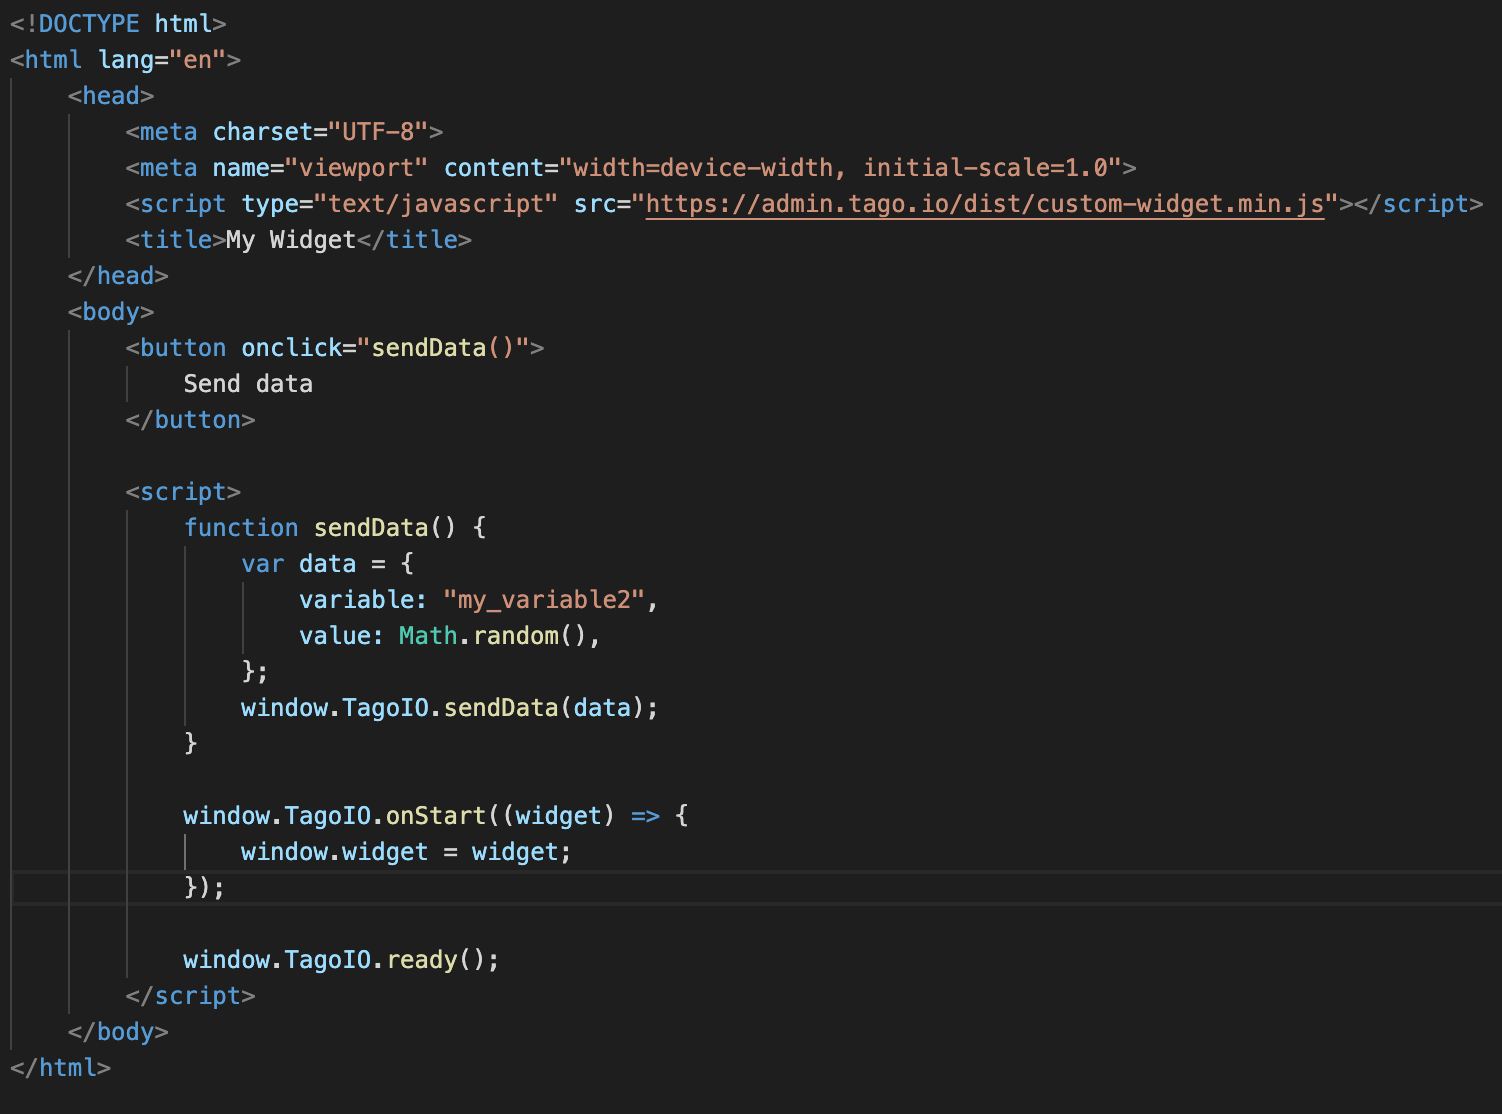 <!DOCTYPE html>
<html lang="en">
    <head>
        <meta charset="UTF-8">
        <meta name="viewport" content="width=device-width, initial-scale=1.0">
        <script type="text/javascript" src="https://admin.tago.io/dist/custom-widget.min.js"></script>
        <title>My Widget</title>
    </head>
    <body>
        <button onclick="sendData()">
            Send data
        </button>

        <script>
            function sendData() {
                var data = {
                    variable: "my_variable2",
                    value: Math.random(),
                };
                window.TagoIO.sendData(data);
            }

            window.TagoIO.onStart((widget) => {
                window.widget = widget;
            });

            window.TagoIO.ready();
        </script>
    </body>
</html>